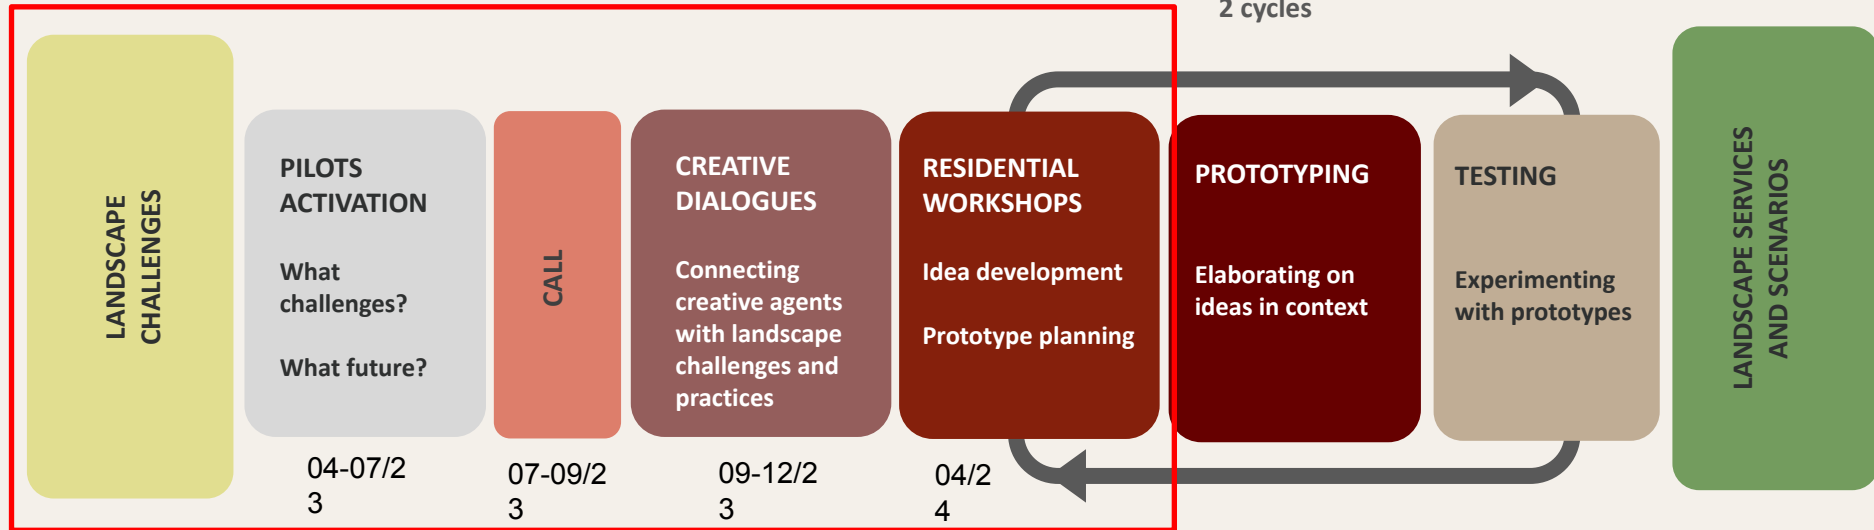 2 cycles
LANDSCAPE
CHALLENGES
PILOTS
ACTIVATION
What
challenges?
What future?
04-07/2
3
CALL
07-09/2
3
CREATIVE
DIALOGUES
Connecting
creative agents
with landscape
challenges and
practices
09-12/2
3
RESIDENTIAL
WORKSHOPS
Idea development
Prototype planning
04/2
4
PROTOTYPING
Elaborating on
ideas in context
TESTING
Experimenting
with prototypes
LANDSCAPE SERVICES
AND SCENARIOS